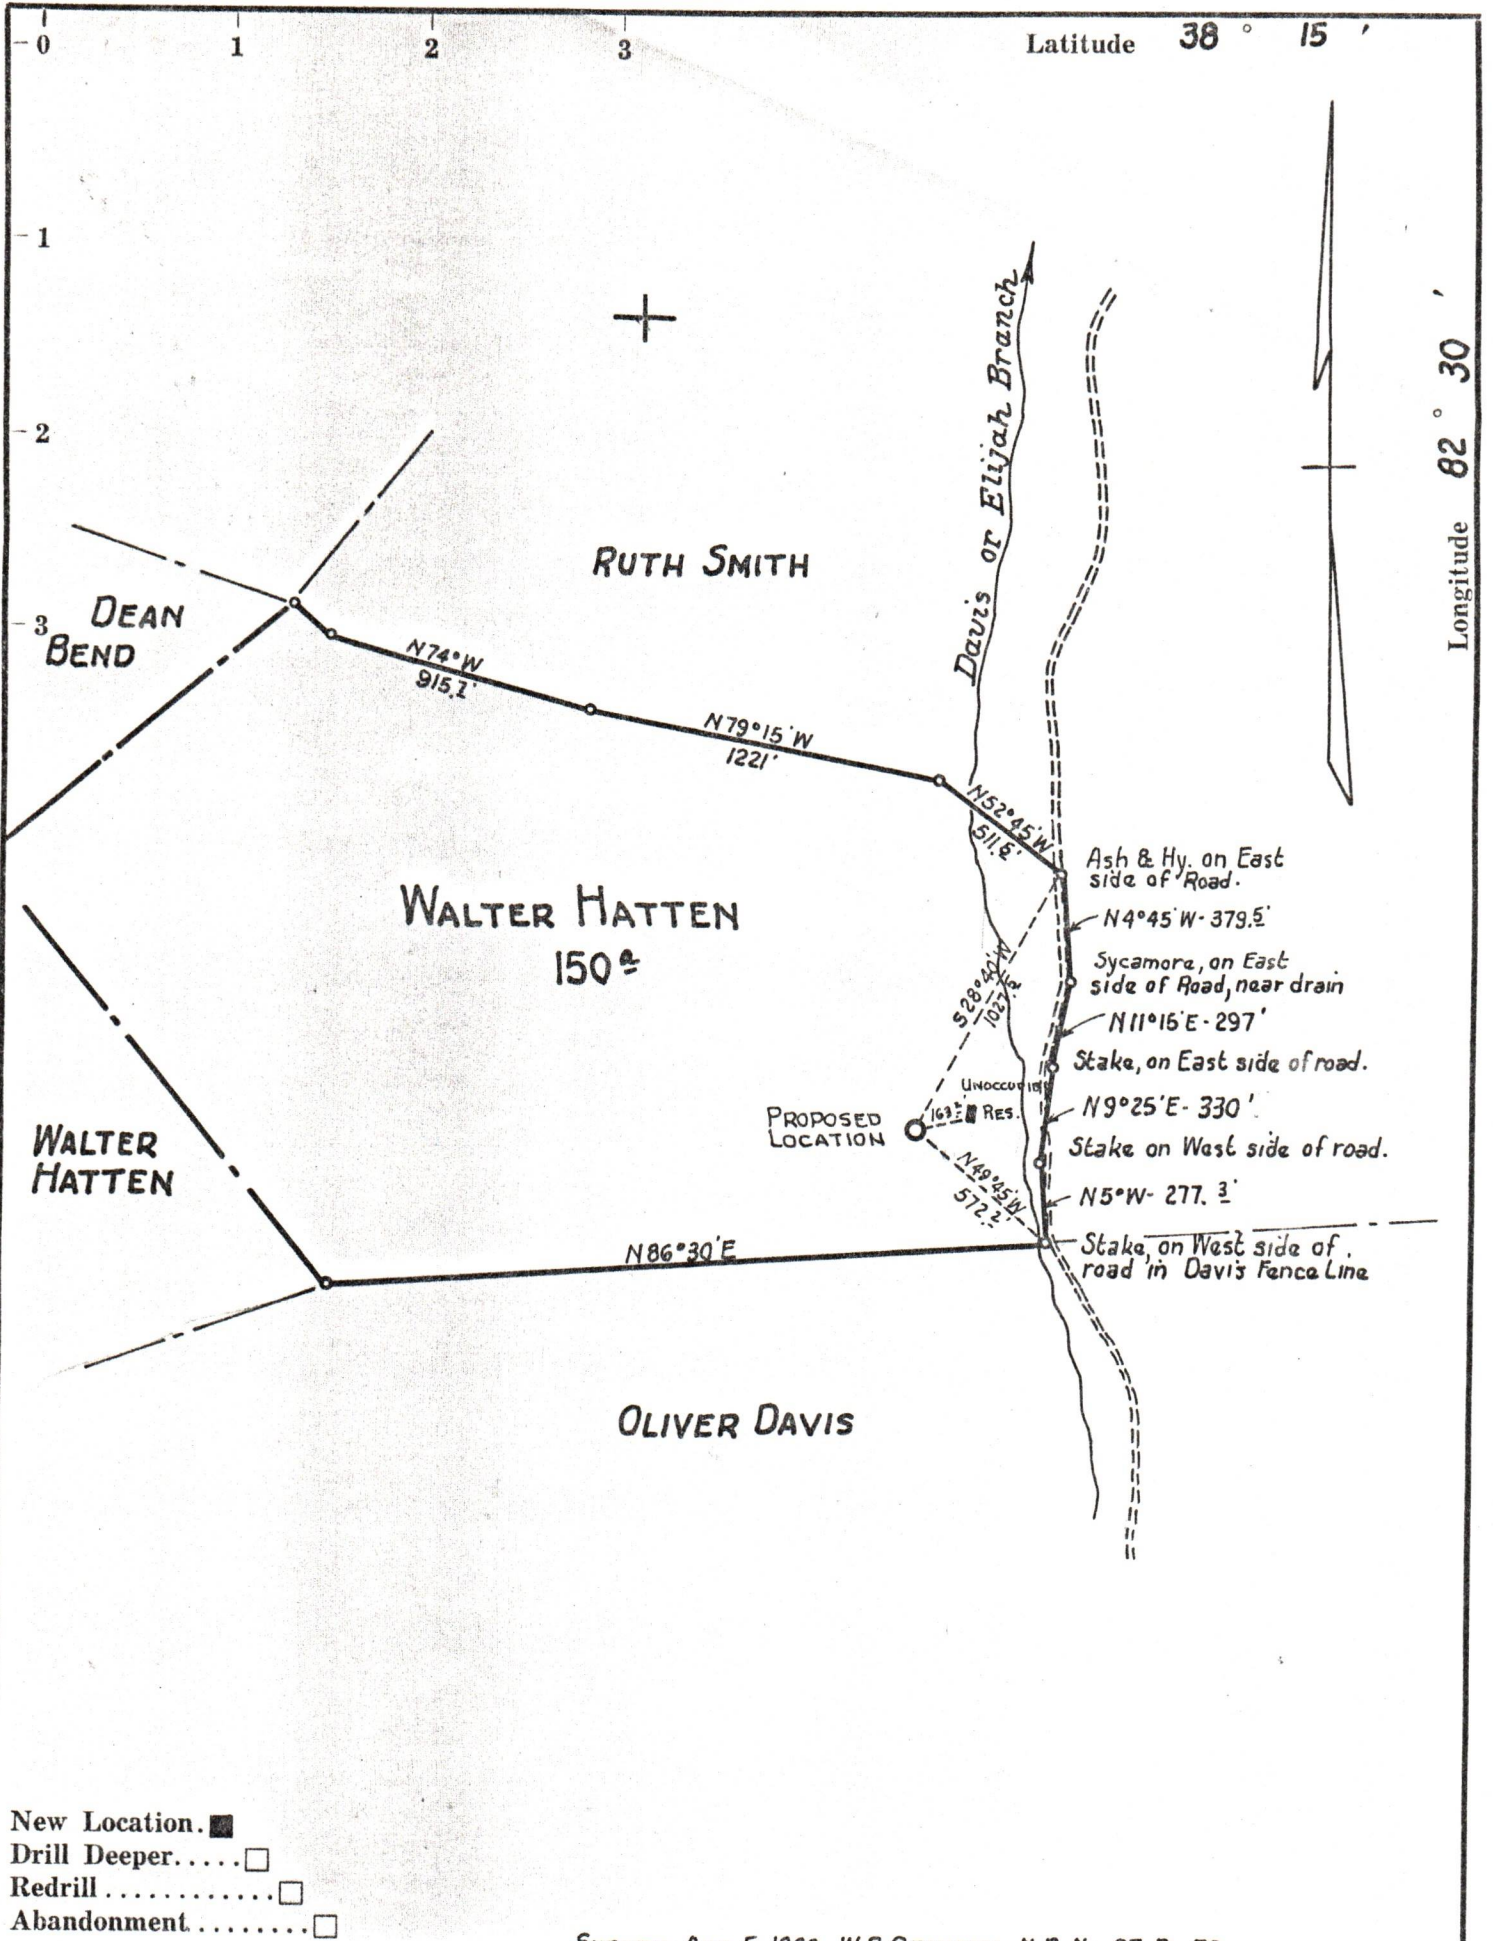 0 1 2 3
Latitude 38 ° 15 '
1
2
3
Longitude 82 ° 30 '
Davis or Elijah Branch
RUTH SMITH
DEAN
BEND
N74°W
915.1'
N79°15'W
1221'
N52°45'W
511.5'
Ash & Hy. on East
side of Road.
N4°45'W - 379.5'
WALTER HATTEN
150 a
Sycamore, on East
side of Road, near drain
S28°40'W
1027.5'
N11°15'E - 297'
Stake, on East side of road.
UNOCCUPIED
RES.
N9°25'E - 330'
PROPOSED
LOCATION
Stake on West side of road.
WALTER
HATTEN
N49°45'W
572.2'
N5°W - 277.3'
N86°30'E
Stake, on West side of
road in Davis Fence Line
OLIVER DAVIS
New Location. ■
Drill Deeper..... □
Redrill ............ □
Abandonment ........ □